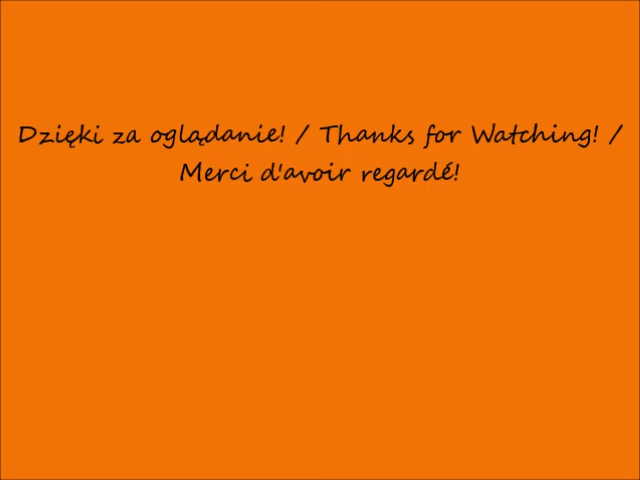 Dzięki za oglądanie! / Thanks for Watching! /
Merci d'avoir regardé!